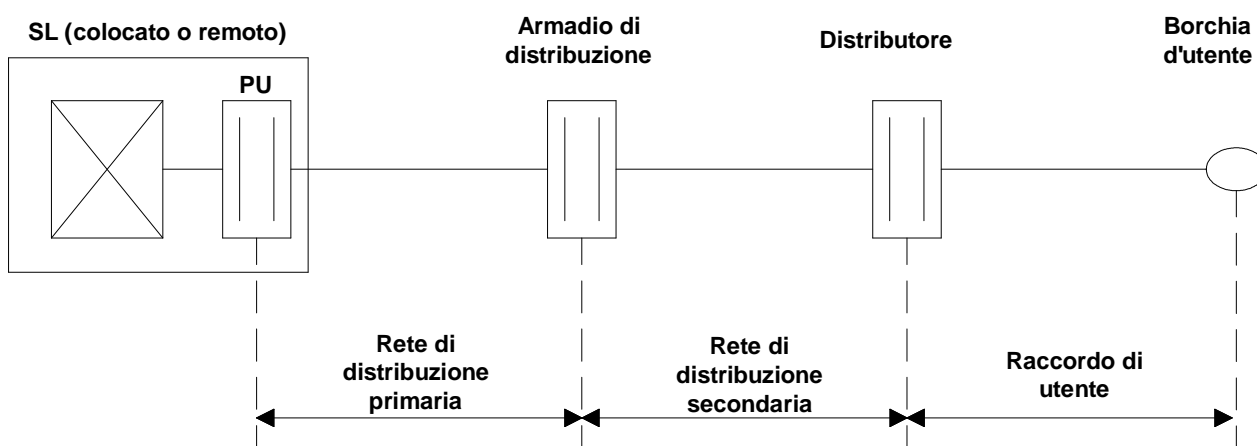 SL (colocato o remoto)
PU
Armadio di
distribuzione
Distributore
Borchia
d'utente
Rete di
distribuzione
primaria
Rete di
distribuzione
secondaria
Raccordo di
utente